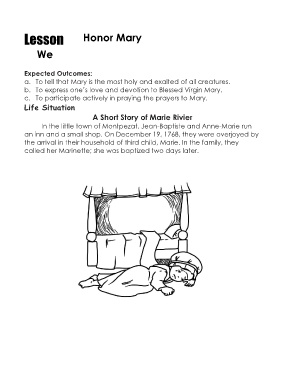 Lesson Honor Mary
We
Expected Outcomes:
a. To tell that Mary is the most holy and exalted of all creatures.
b. To express one's love and devotion to Blessed Virgin Mary.
c. To participate actively in praying the prayers to Mary.
Life Situation
A Short Story of Marie Rivier
In the little town of Montpezat, Jean-Baptiste and Anne-Marie run
an inn and a small shop. On December 19, 1768, they were overjoyed by
the arrival in their household of third child, Marie. In the family, they
called her Marinette; she was baptized two days later.